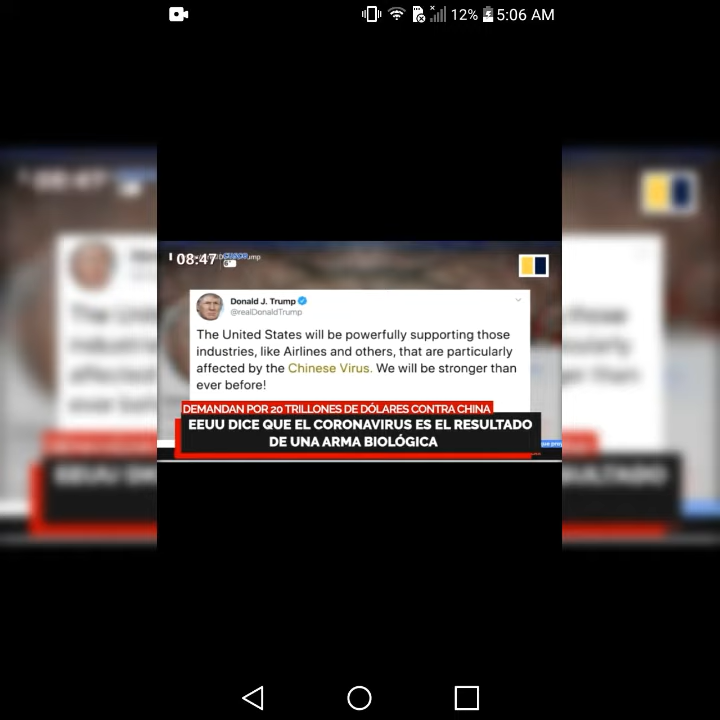 12% 5:06 AM
08:47
Donald J. Trump
@realDonaldTrump
The United States will be powerfully supporting those
industries, like Airlines and others, that are particularly
affected by the Chinese Virus. We will be stronger than
ever before!
DEMANDAN POR 20 TRILLONES DE DÓLARES CONTRA CHINA
EEUU DICE QUE EL CORONAVIRUS ES EL RESULTADO
DE UNA ARMA BIOLÓGICA